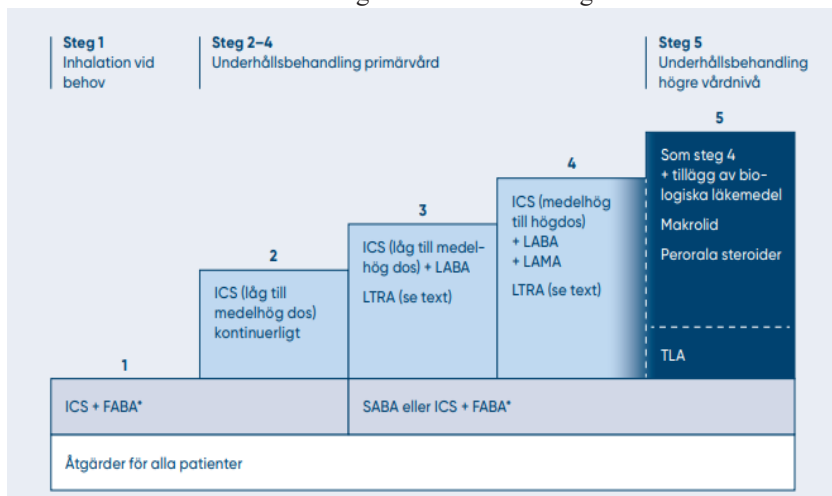 Steg 1
Inhalation vid
behov
Steg 2–4
Underhållsbehandling primärvård
Steg 5
Underhållsbehandling
högre vårdnivå
5
Som steg 4
+ tillägg av bio-
logiska läkemedel
Makrolid
Perorala steroider
TLA
4
ICS (medelhög
till högdos)
+ LABA
+ LAMA
LTRA (se text)
3
ICS (låg till medel-
hög dos) + LABA
LTRA (se text)
2
ICS (låg till
medelhög dos)
kontinuerligt
1
ICS + FABA*
SABA eller ICS + FABA*
Åtgärder för alla patienter